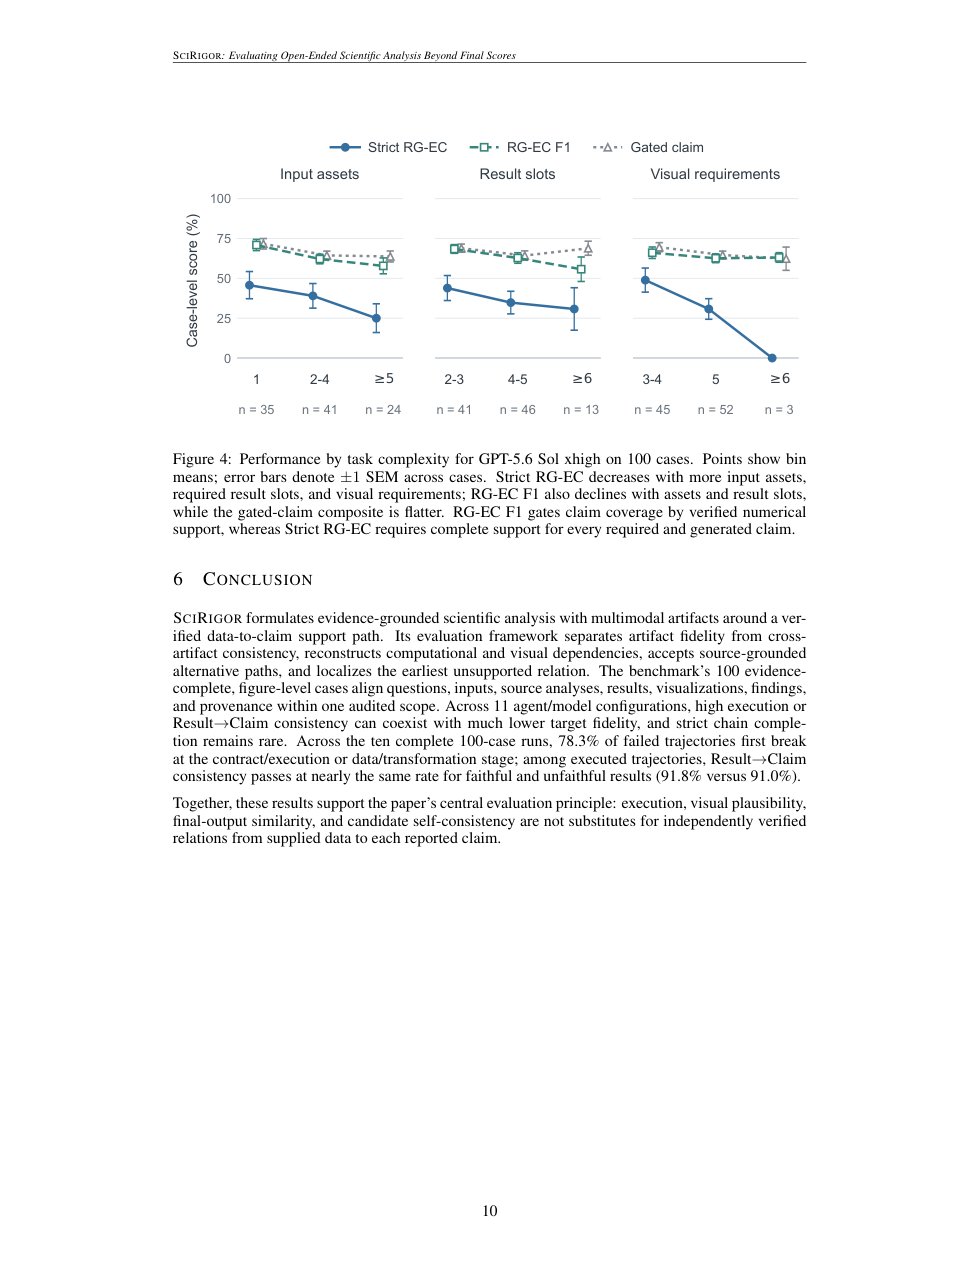 SCIRIGOR: Evaluating Open-Ended Scientific Analysis Beyond Final Scores
Strict RG-EC RG-EC F1 Gated claim
Input assets Result slots Visual requirements
Case-level score (%)
100
75
50
25
0
1 2-4 ≥5 2-3 4-5 ≥6 3-4 5 ≥6
n = 35 n = 41 n = 24 n = 41 n = 46 n = 13 n = 45 n = 52 n = 3
Figure 4: Performance by task complexity for GPT-5.6 Sol xhigh on 100 cases. Points show bin
means; error bars denote ±1 SEM across cases. Strict RG-EC decreases with more input assets,
required result slots, and visual requirements; RG-EC F1 also declines with assets and result slots,
while the gated-claim composite is flatter. RG-EC F1 gates claim coverage by verified numerical
support, whereas Strict RG-EC requires complete support for every required and generated claim.
6 CONCLUSION
SCIRIGOR formulates evidence-grounded scientific analysis with multimodal artifacts around a ver-
ified data-to-claim support path. Its evaluation framework separates artifact fidelity from cross-
artifact consistency, reconstructs computational and visual dependencies, accepts source-grounded
alternative paths, and localizes the earliest unsupported relation. The benchmark's 100 evidence-
complete, figure-level cases align questions, inputs, source analyses, results, visualizations, findings,
and provenance within one audited scope. Across 11 agent/model configurations, high execution or
Result→Claim consistency can coexist with much lower target fidelity, and strict chain comple-
tion remains rare. Across the ten complete 100-case runs, 78.3% of failed trajectories first break
at the contract/execution or data/transformation stage; among executed trajectories, Result→Claim
consistency passes at nearly the same rate for faithful and unfaithful results (91.8% versus 91.0%).
Together, these results support the paper's central evaluation principle: execution, visual plausibility,
final-output similarity, and candidate self-consistency are not substitutes for independently verified
relations from supplied data to each reported claim.
10